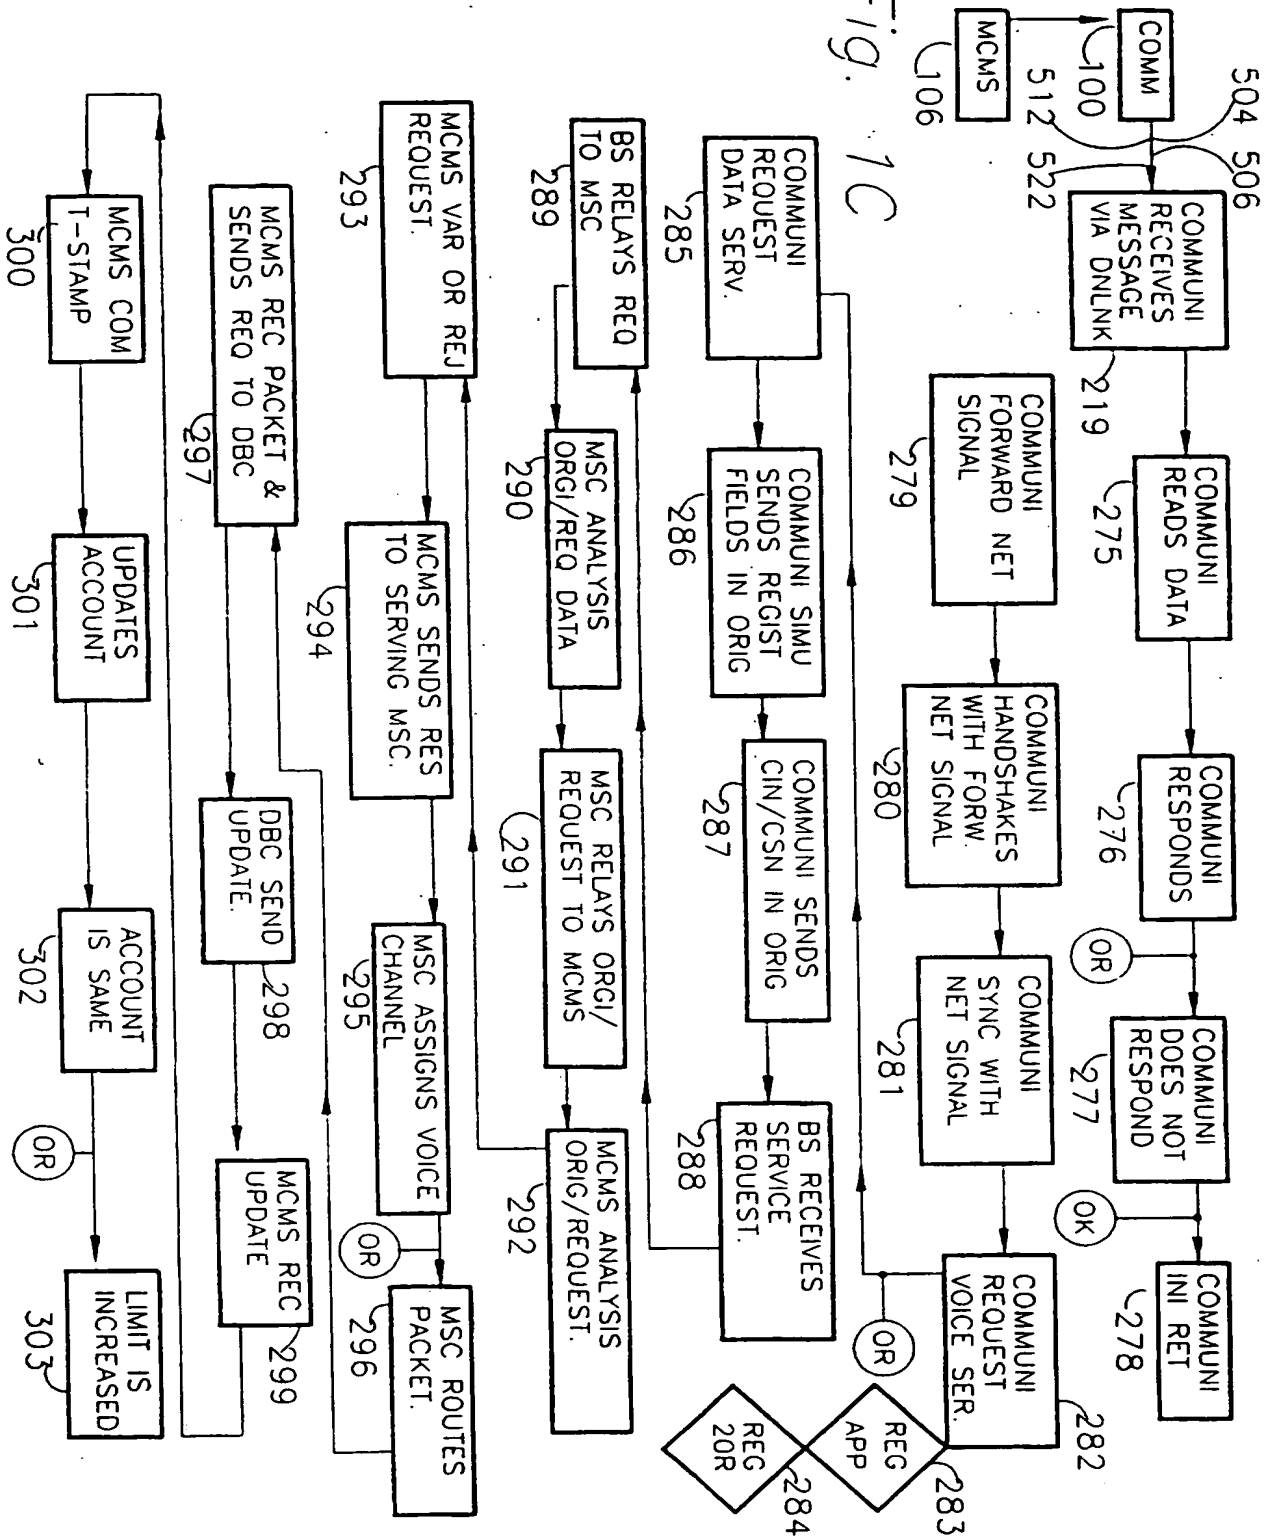 504
506
COMM
100
MCMS
106
512
522
COMMUNI
RECEIVES
MESSAGE
VIA DNLNK
219
COMMUNI
READS DATA
275
COMMUNI
RESPONDS
276
OR
COMMUNI
DOES NOT
RESPOND
277
OK
COMMUNI
INI RET
278
COMMUNI
FORWARD NET
SIGNAL
279
COMMUNI
HANDSHAKES
WITH FORW.
NET SIGNAL
280
COMMUNI
SYNC WITH
NET SIGNAL
281
COMMUNI
REQUEST
VOICE SER.
282
OR
REG
APP
283
REG
20R
284
Fig. 1C
COMMUNI
REQUEST
DATA SERV.
285
COMMUNI SIMU
SENDS REGIST
FIELDS IN ORIG
286
COMMUNI SENDS
CIN/CSN IN ORIG
287
BS RECEIVES
SERVICE
REQUEST.
288
BS RELAYS REQ
TO MSC
289
MSC ANALYSIS
ORGI/REQ DATA
290
MSC RELAYS ORGI/
REQUEST TO MCMS
291
MCMS ANALYSIS
ORIG/REQUEST.
292
MCMS VAR OR REJ
REQUEST.
293
MCMS SENDS RES
TO SERVING MSC.
294
MSC ASSIGNS VOICE
CHANNEL
295
OR
MSC ROUTES
PACKET.
296
MCMS REC PACKET &
SENDS REQ TO DBC
297
DBC SEND
UPDATE.
298
MCMS REC
UPDATE
299
MCMS COM
T-STAMP
300
UPDATES
ACCOUNT
301
ACCOUNT
IS SAME
302
OR
LIMIT IS
INCREASED
303